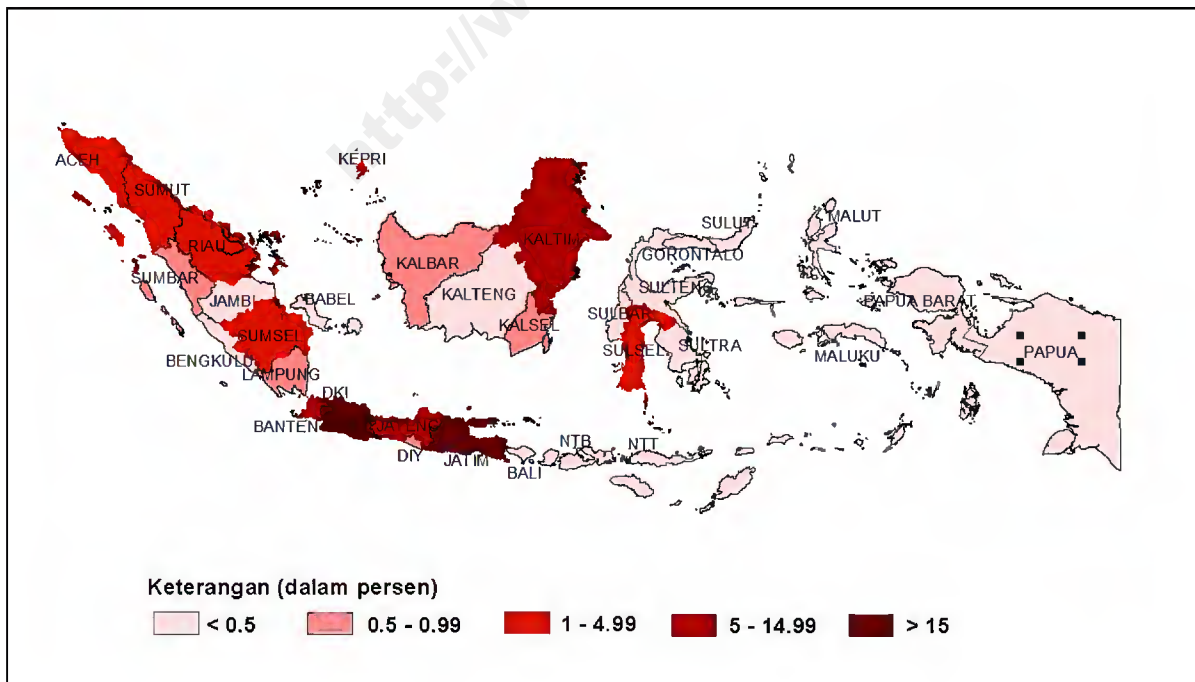 http://w
ACEH
KEPRI
SUMUT
RIAU
SUMBAR
JAMBI
BABEL
SUMSEL
BENGKULU
LAMPUNG
KALBAR
KALTENG
KALTIM
KALSEL
SULUT
MALUT
GORONTALO
SULTENG
SULBAR
SULSEL
SULTRA
PAPUA BARAT
MALUKU
PAPUA
DKI
BANTEN
JATENG
DIY
JATIM
BALI
NTB
NTT
Keterangan (dalam persen)
< 0.5 0.5 - 0.99 1 - 4.99 5 - 14.99 > 15